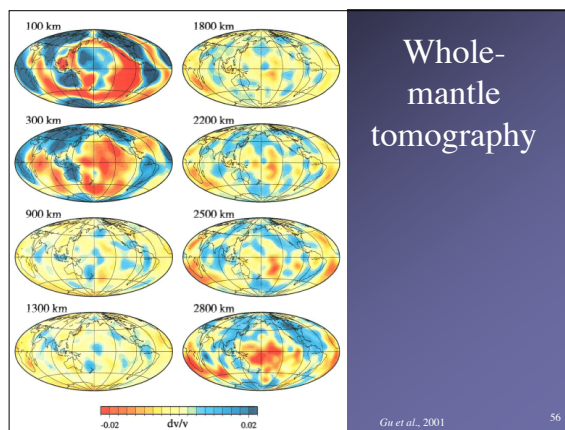 100 km
1800 km
300 km
2200 km
900 km
2500 km
1300 km
2800 km
-0.02
dv/v
0.02
Whole-
mantle
tomography
Gu et al., 2001
56